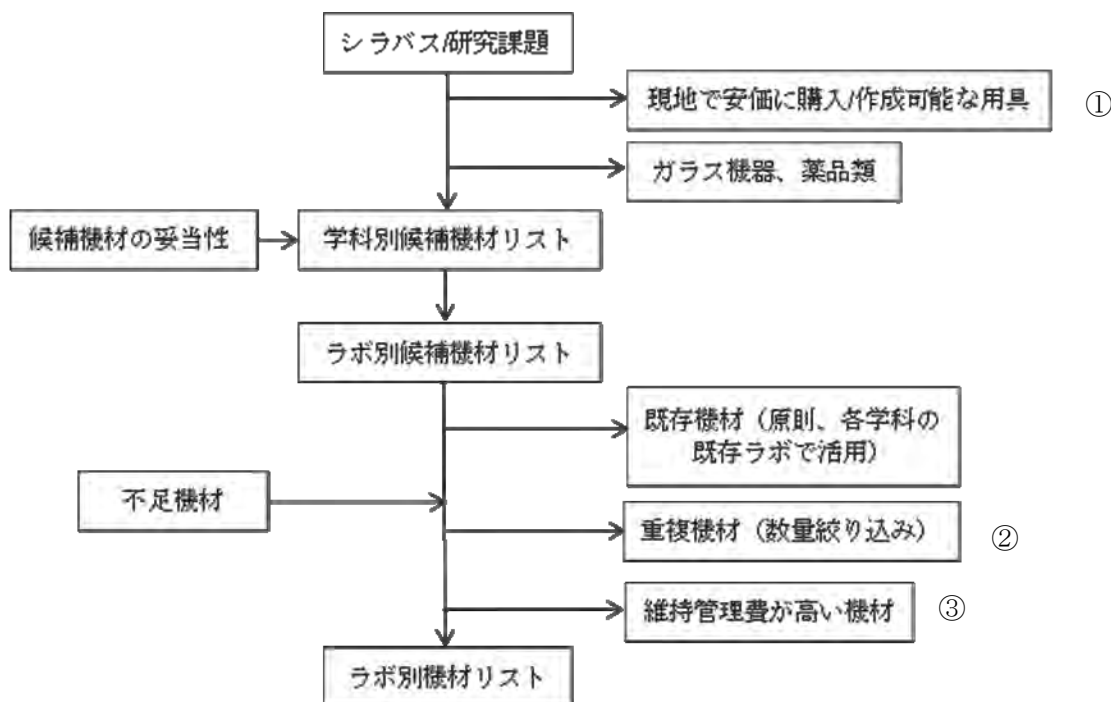 シラバス/研究課題
現地で安価に購入/作成可能な用具
①
ガラス機器、薬品類
候補機材の妥当性
学科別候補機材リスト
ラボ別候補機材リスト
既存機材（原則、各学科の
既存ラボで活用）
不足機材
重複機材（数量絞り込み）
②
維持管理費が高い機材
③
ラボ別機材リスト